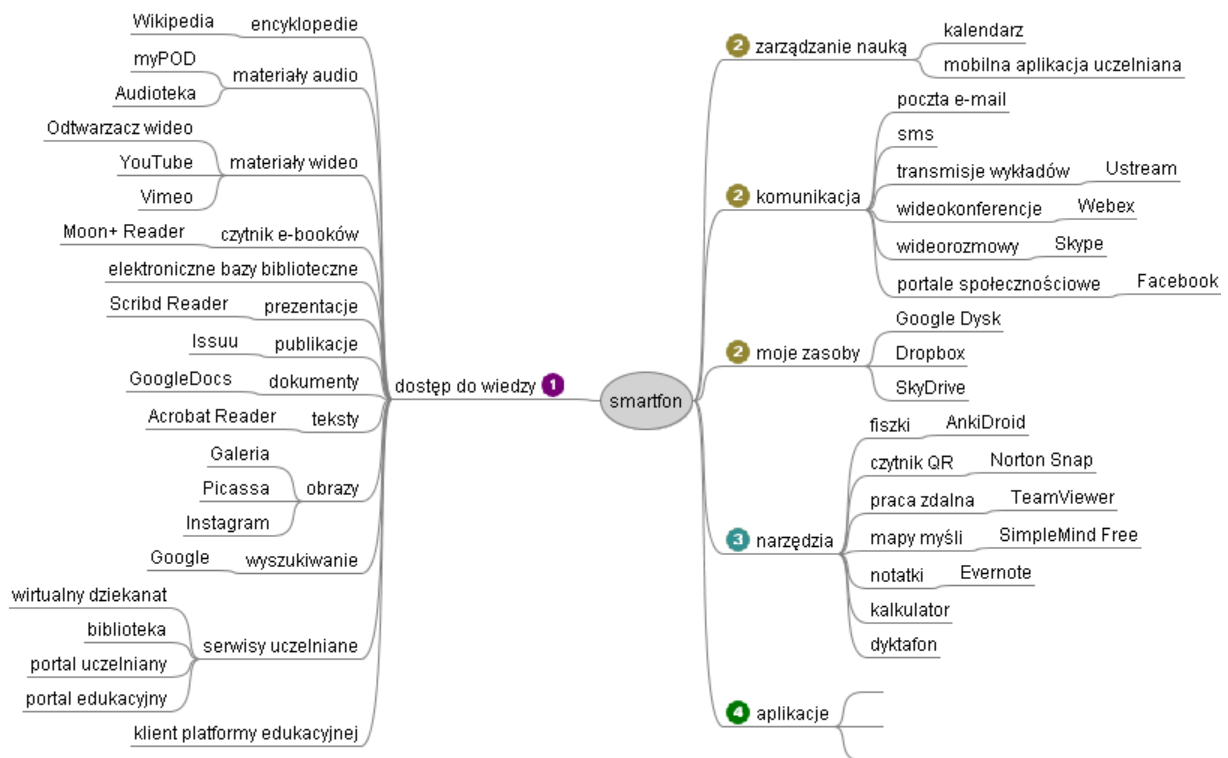 smartfon
dostęp do wiedzy 1
encyklopedie
Wikipedia
materiały audio
myPOD
Audioteka
materiały wideo
Odtwarzacz wideo
YouTube
Vimeo
czytnik e-booków
Moon+ Reader
elektroniczne bazy biblioteczne
prezentacje
Scribd Reader
publikacje
Issuu
dokumenty
GoogleDocs
teksty
Acrobat Reader
obrazy
Galeria
Picassa
Instagram
wyszukiwanie
Google
serwisy uczelniane
wirtualny dziekanat
biblioteka
portal uczelniany
portal edukacyjny
klient platformy edukacyjnej
2 zarządzanie nauką
kalendarz
mobilna aplikacja uczelniana
2 komunikacja
poczta e-mail
sms
transmisje wykładów
Ustream
wideokonferencje
Webex
wideorozmowy
Skype
portale społecznościowe
Facebook
2 moje zasoby
Google Dysk
Dropbox
SkyDrive
3 narzędzia
fiszki
AnkiDroid
czytnik QR
Norton Snap
praca zdalna
TeamViewer
mapy myśli
SimpleMind Free
notatki
Evernote
kalkulator
dyktafon
4 aplikacje